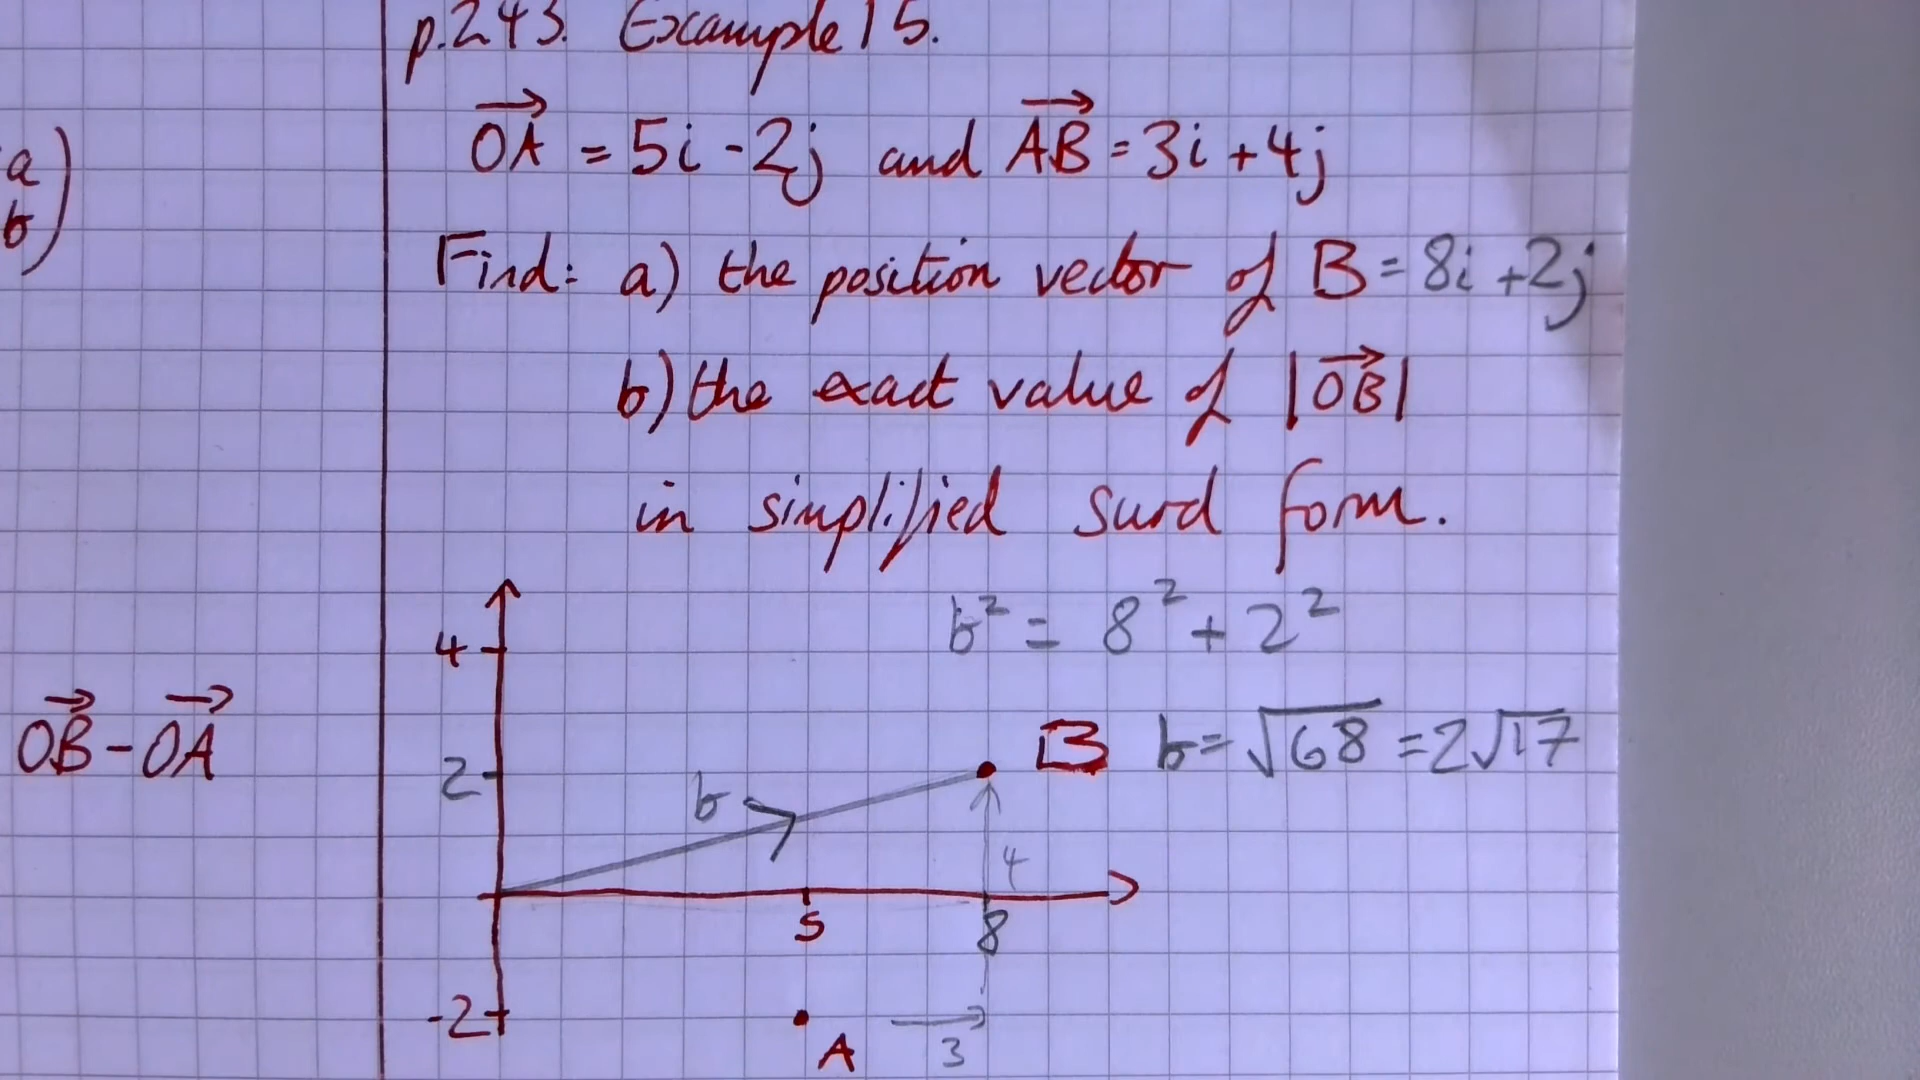 p.243. Example 15.
a
b
OA = 5i - 2j and AB = 3i + 4j
Find: a) the position vector of B = 8i + 2j
b) the exact value of |OB|
in simplified surd form.
b² = 8² + 2²
4
OB - OA
B b = √68 = 2√17
2
b
4
5
8
-2
A
3